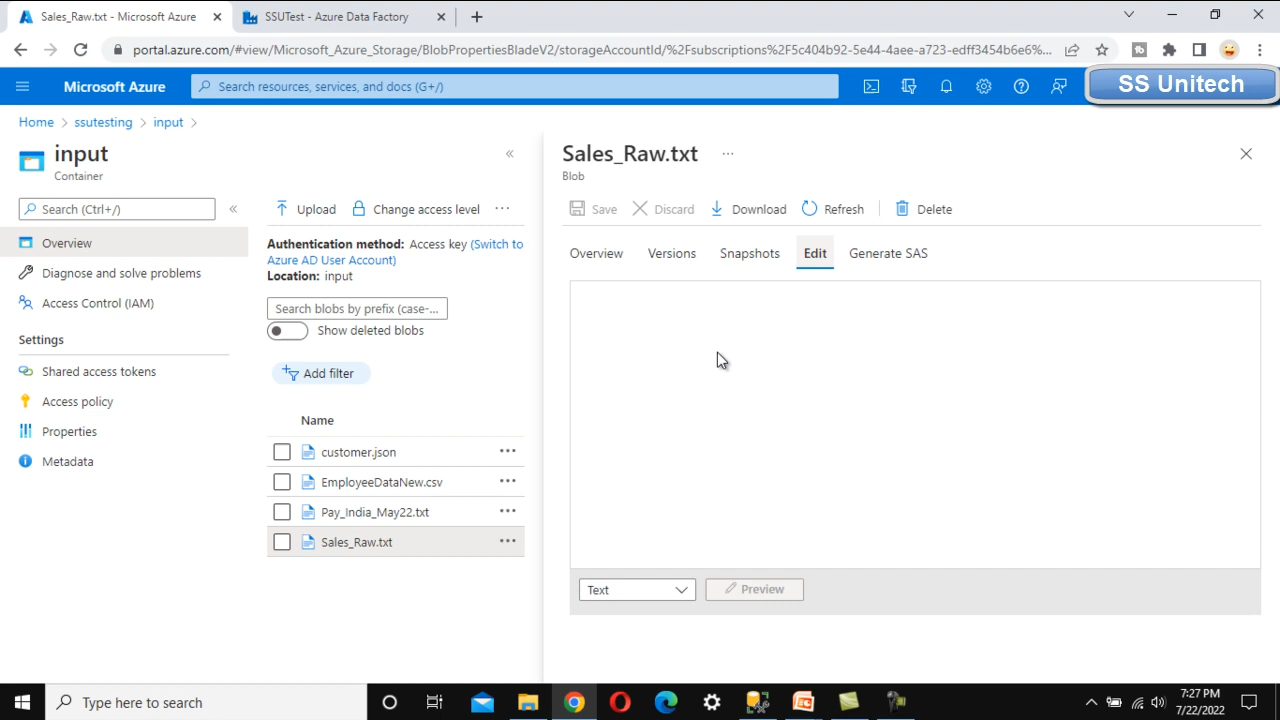 Sales_Raw.txt - Microsoft Azure
SSUTest - Azure Data Factory
portal.azure.com/#view/Microsoft_Azure_Storage/BlobPropertiesBladeV2/storageAccountId/%2Fsubscriptions%2F5c404b92-5e44-4aee-a723-edff3454b6e6%...
Microsoft Azure
Search resources, services, and docs (G+/)
SS Unitech
Home > ssutesting > input >
input
Container
Search (Ctrl+/)
Overview
Diagnose and solve problems
Access Control (IAM)
Settings
Shared access tokens
Access policy
Properties
Metadata
Upload
Change access level
Authentication method: Access key (Switch to
Azure AD User Account)
Location: input
Search blobs by prefix (case-...
Show deleted blobs
Add filter
Name
customer.json
EmployeeDataNew.csv
Pay_India_May22.txt
Sales_Raw.txt
Sales_Raw.txt
Blob
Save
Discard
Download
Refresh
Delete
Overview
Versions
Snapshots
Edit
Generate SAS
Text
Preview
Type here to search
7:27 PM
7/22/2022